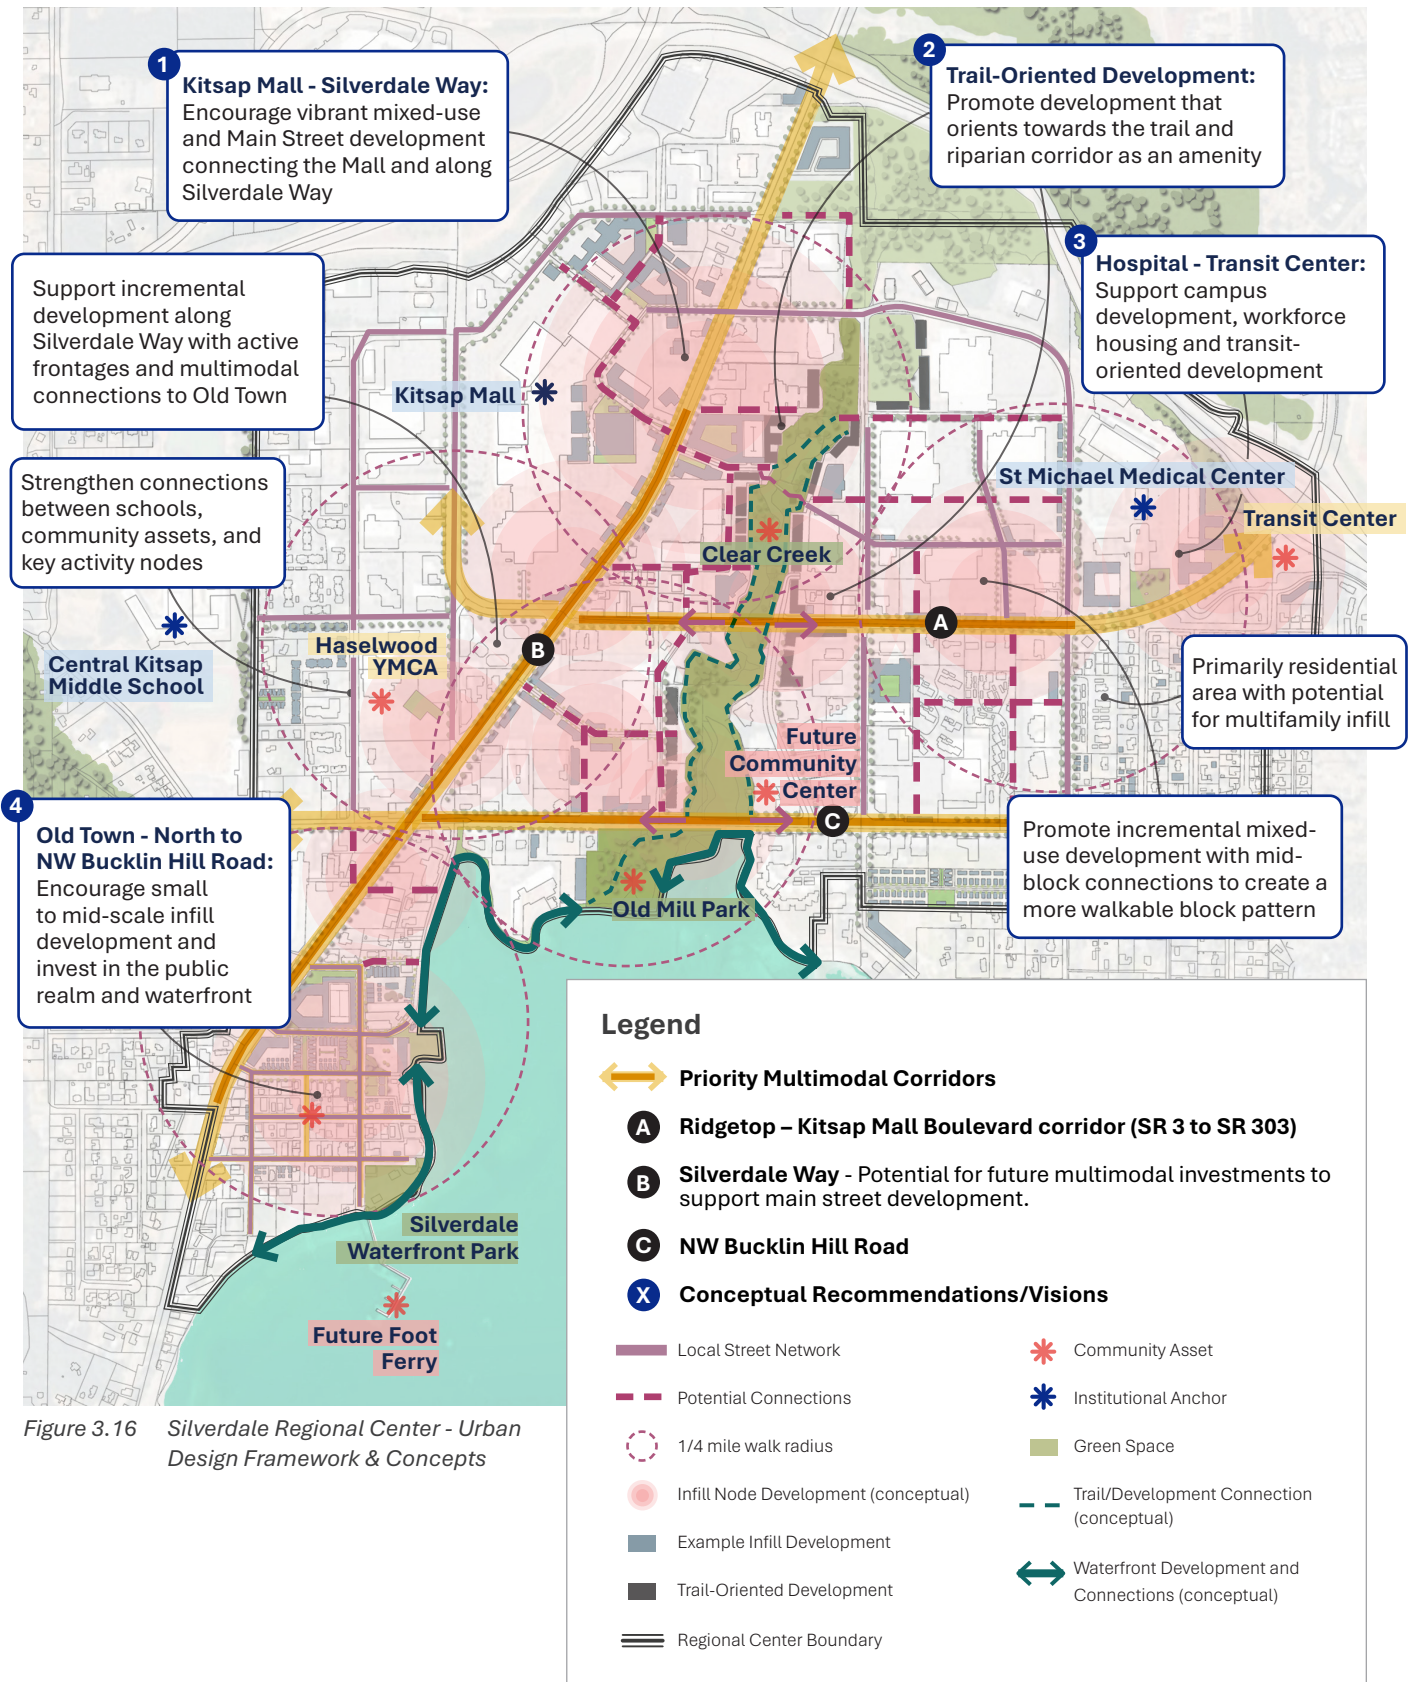 1
Kitsap Mall - Silverdale Way:
Encourage vibrant mixed-use
and Main Street development
connecting the Mall and along
Silverdale Way
2
Trail-Oriented Development:
Promote development that
orients towards the trail and
riparian corridor as an amenity
3
Hospital - Transit Center:
Support campus
development, workforce
housing and transit-
oriented development
Support incremental
development along
Silverdale Way with active
frontages and multimodal
connections to Old Town
Kitsap Mall
Strengthen connections
between schools,
community assets, and
key activity nodes
St Michael Medical Center
Transit Center
Clear Creek
A
B
Haselwood
YMCA
Central Kitsap
Middle School
Primarily residential
area with potential
for multifamily infill
Future
Community
Center
C
4
Old Town - North to
NW Bucklin Hill Road:
Encourage small
to mid-scale infill
development and
invest in the public
realm and waterfront
Promote incremental mixed-
use development with mid-
block connections to create a
more walkable block pattern
Old Mill Park
Silverdale
Waterfront Park
Future Foot
Ferry
Legend
Priority Multimodal Corridors
A Ridgetop – Kitsap Mall Boulevard corridor (SR 3 to SR 303)
B Silverdale Way - Potential for future multimodal investments to
support main street development.
C NW Bucklin Hill Road
X Conceptual Recommendations/Visions
Local Street Network
Potential Connections
1/4 mile walk radius
Infill Node Development (conceptual)
Example Infill Development
Trail-Oriented Development
Regional Center Boundary
Community Asset
Institutional Anchor
Green Space
Trail/Development Connection
(conceptual)
Waterfront Development and
Connections (conceptual)
Figure 3.16 Silverdale Regional Center - Urban
Design Framework & Concepts